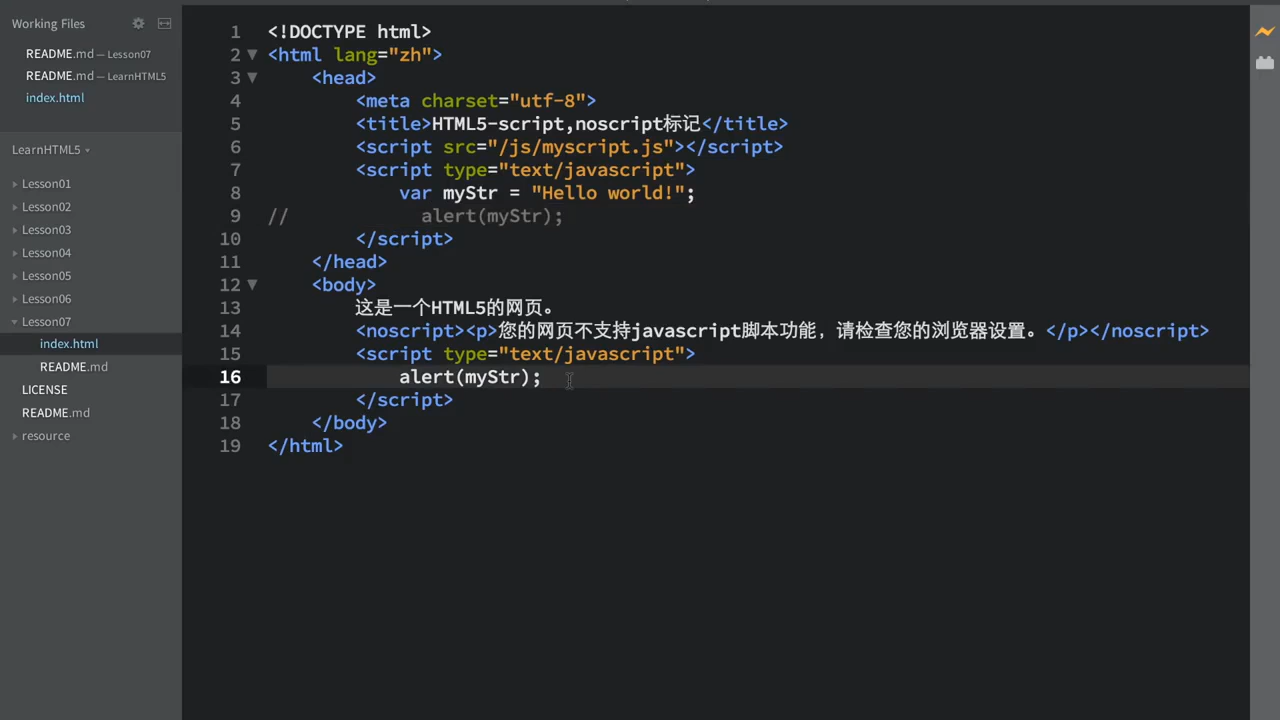 Working Files
README.md — Lesson07
README.md — LearnHTML5
index.html
LearnHTML5
Lesson01
Lesson02
Lesson03
Lesson04
Lesson05
Lesson06
Lesson07
index.html
README.md
LICENSE
README.md
resource
1 <!DOCTYPE html>
2 <html lang="zh">
3 <head>
4 <meta charset="utf-8">
5 <title>HTML5-script,noscript标记</title>
6 <script src="/js/myscript.js"></script>
7 <script type="text/javascript">
8 var myStr = "Hello world!";
9 // alert(myStr);
10 </script>
11 </head>
12 <body>
13 这是一个HTML5的网页。
14 <noscript><p>您的网页不支持javascript脚本功能，请检查您的浏览器设置。</p></noscript>
15 <script type="text/javascript">
16 alert(myStr);
17 </script>
18 </body>
19 </html>